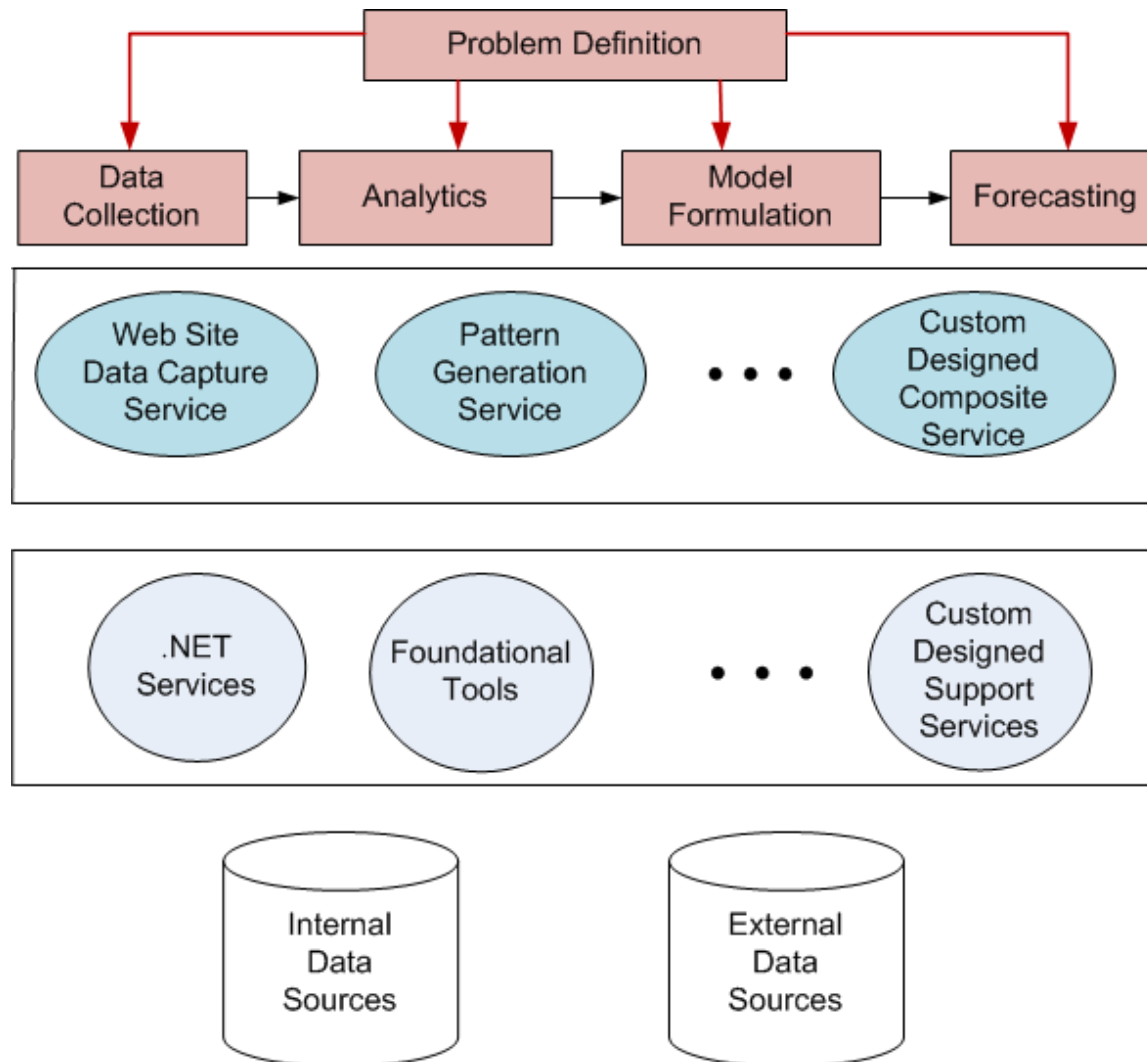 Problem Definition
Data
Collection
Analytics
Model
Formulation
Forecasting
Web Site
Data Capture
Service
Pattern
Generation
Service
Custom
Designed
Composite
Service
.NET
Services
Foundational
Tools
Custom
Designed
Support
Services
Internal
Data
Sources
External
Data
Sources